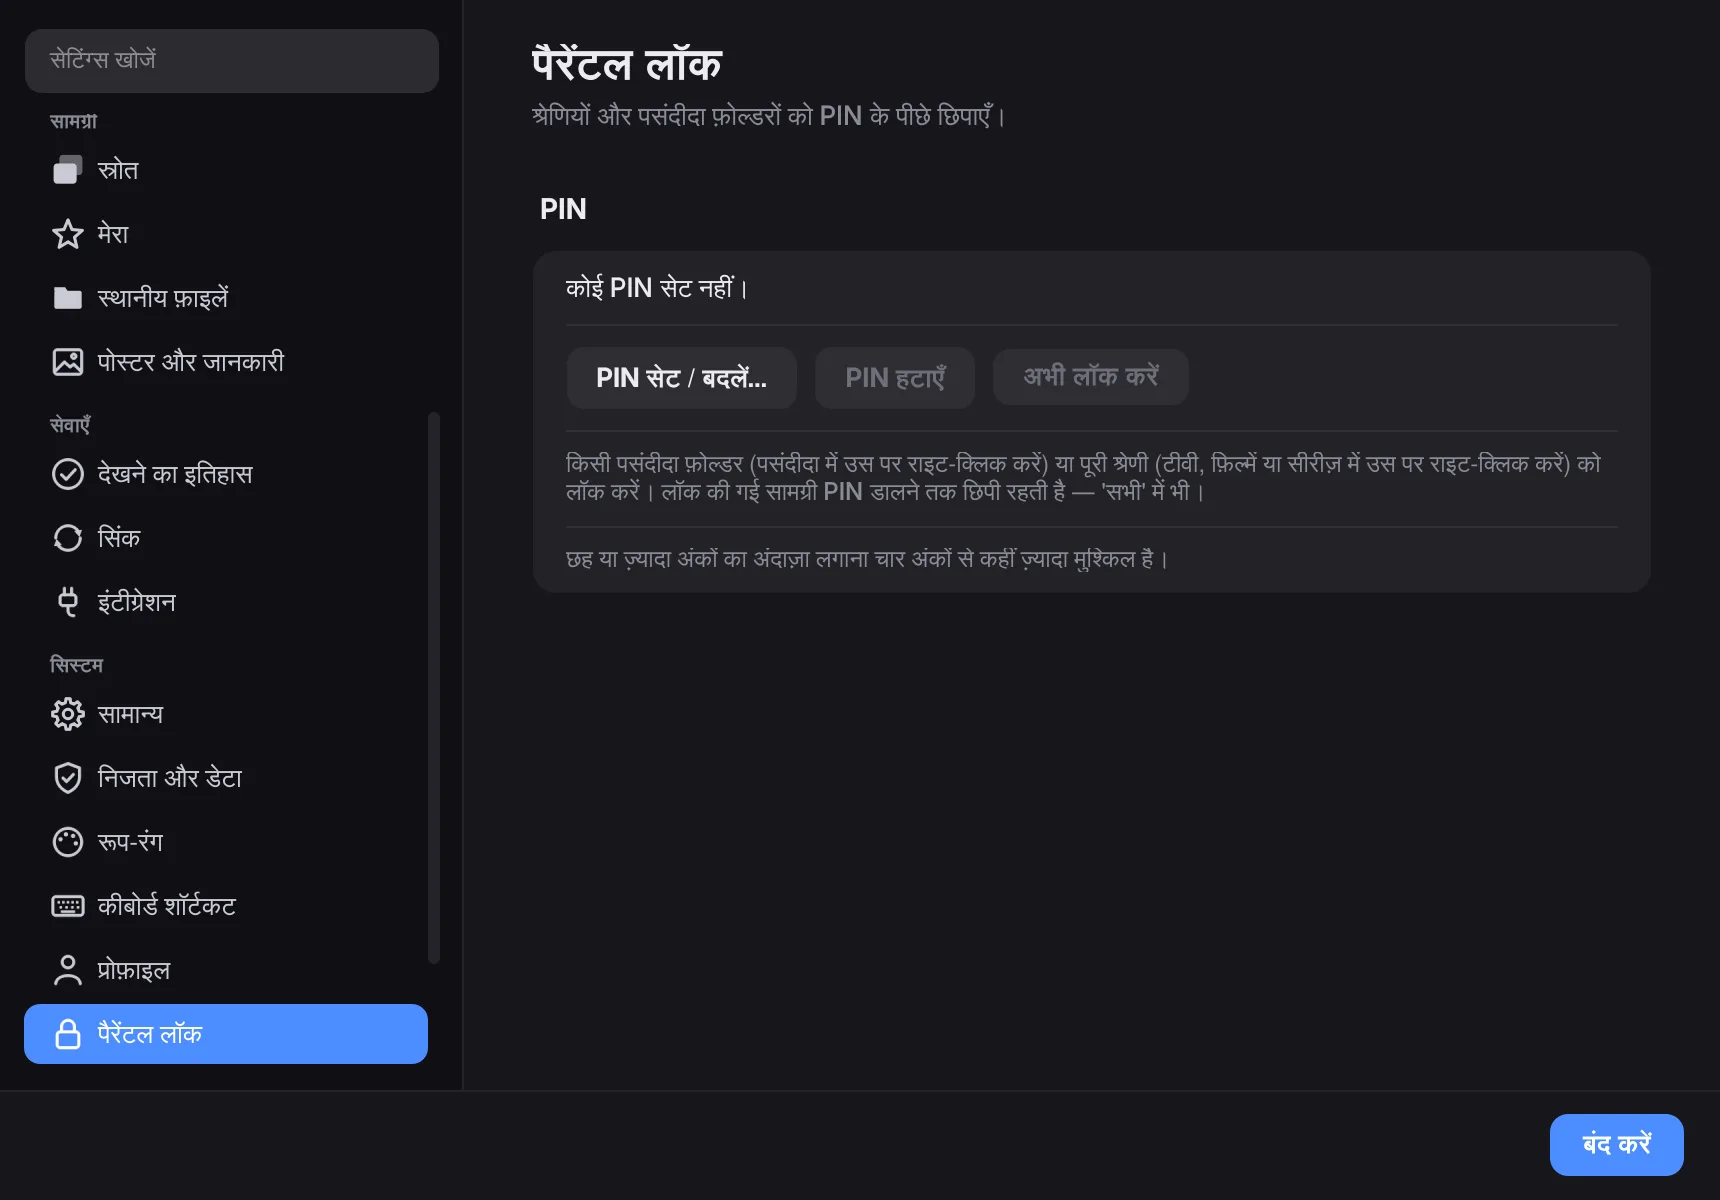 सेटिंग्स खोजें
सामग्री
स्रोत
मेरा
स्थानीय फ़ाइलें
पोस्टर और जानकारी
सेवाएँ
देखने का इतिहास
सिंक
इंटीग्रेशन
सिस्टम
सामान्य
निजता और डेटा
रूप-रंग
कीबोर्ड शॉर्टकट
प्रोफ़ाइल
पैरेंटल लॉक
पैरेंटल लॉक
श्रेणियों और पसंदीदा फ़ोल्डरों को PIN के पीछे छिपाएँ।
PIN
कोई PIN सेट नहीं।
PIN सेट / बदलें...
PIN हटाएँ
अभी लॉक करें
किसी पसंदीदा फ़ोल्डर (पसंदीदा में उस पर राइट-क्लिक करें) या पूरी श्रेणी (टीवी, फ़िल्में या सीरीज़ में उस पर राइट-क्लिक करें) को
लॉक करें। लॉक की गई सामग्री PIN डालने तक छिपी रहती है — 'सभी' में भी।
छह या ज़्यादा अंकों का अंदाज़ा लगाना चार अंकों से कहीं ज़्यादा मुश्किल है।
बंद करें